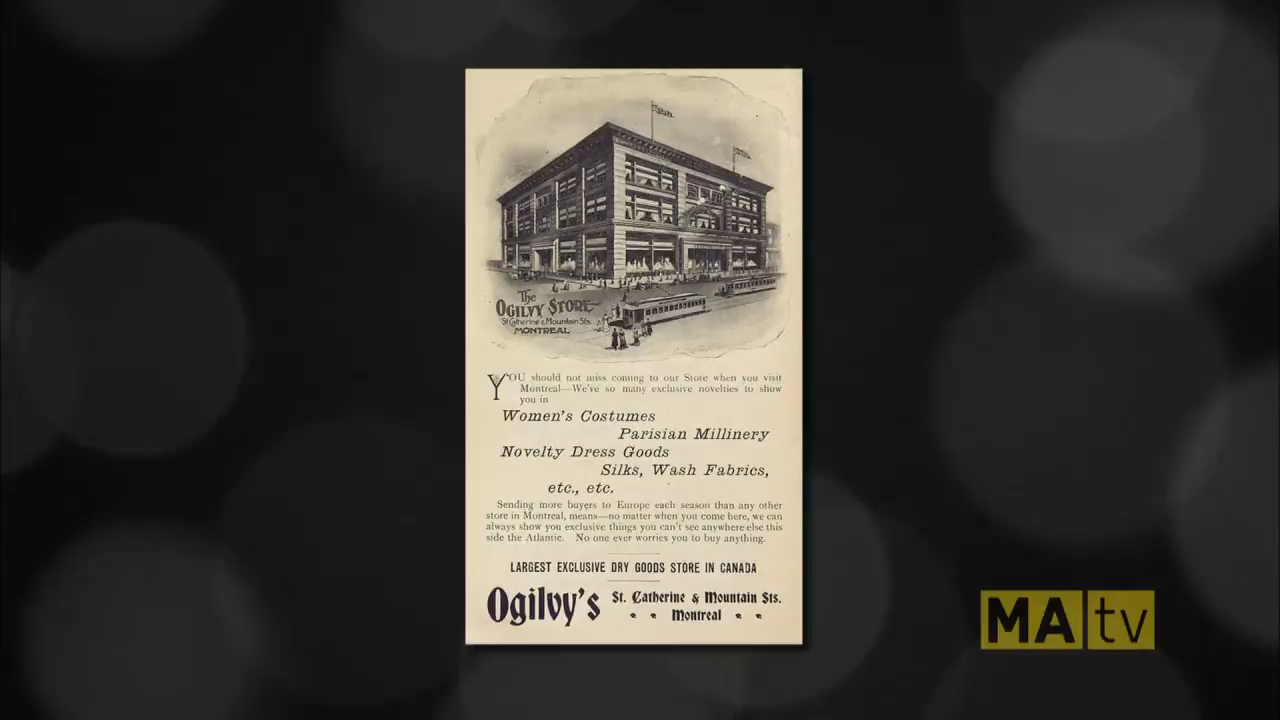 The
OGILVY STORE
St Catherine & Mountain Sts.
MONTREAL
YOU should not miss coming to our Store when you visit
Montreal—We've so many exclusive novelties to show
you in
Women's Costumes
Parisian Millinery
Novelty Dress Goods
Silks, Wash Fabrics,
etc., etc.
Sending more buyers to Europe each season than any other
store in Montreal, means—no matter when you come here, we can
always show you exclusive things you can't see anywhere else this
side the Atlantic. No one ever worries you to buy anything.
LARGEST EXCLUSIVE DRY GOODS STORE IN CANADA
Ogilvy's St. Catherine & Mountain Sts.
Montreal
MAtv